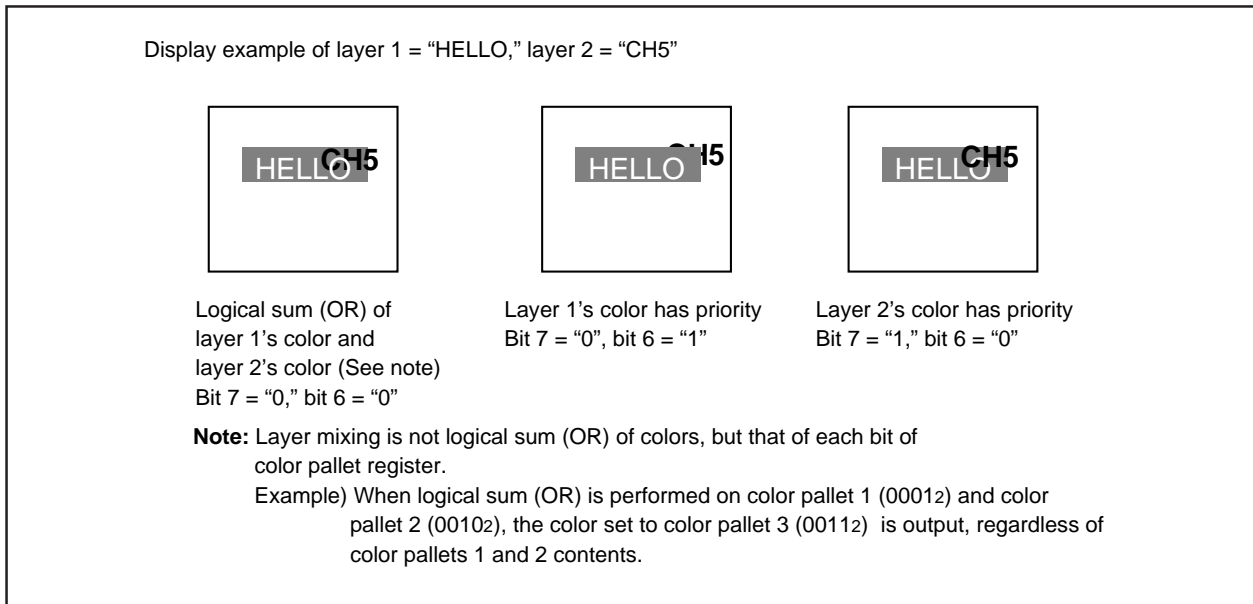 Display example of layer 1 = “HELLO,” layer 2 = “CH5”
HELLO CH5
HELLO CH5
HELLO CH5
Logical sum (OR) of
layer 1’s color and
layer 2’s color (See note)
Bit 7 = “0,” bit 6 = “0”
Layer 1’s color has priority
Bit 7 = “0”, bit 6 = “1”
Layer 2’s color has priority
Bit 7 = “1,” bit 6 = “0”
Note: Layer mixing is not logical sum (OR) of colors, but that of each bit of
color pallet register.
Example) When logical sum (OR) is performed on color pallet 1 (00012) and color
pallet 2 (00102), the color set to color pallet 3 (00112) is output, regardless of
color pallets 1 and 2 contents.